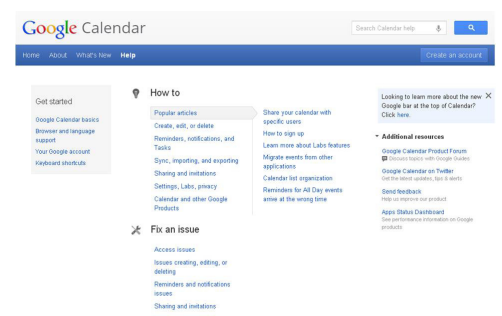 Google Calendar
Search Calendar help
Home About What's New Help
Create an account
Get started
Google Calendar basics
Browser and language
support
Your Google account
Keyboard shortcuts
How to
Popular articles
Create, edit, or delete
Reminders, notifications, and
Tasks
Sync, importing, and exporting
Sharing and invitations
Settings, Labs, privacy
Calendar and other Google
Products
Share your calendar with
specific users
How to sign up
Learn more about Labs features
Migrate events from other
applications
Calendar list organization
Reminders for All Day events
arrive at the wrong time
Fix an issue
Access issues
Issues creating, editing, or
deleting
Reminders and notifications
issues
Sharing and invitations
Looking to learn more about the new
Google bar at the top of Calendar?
Click here.
Additional resources
Google Calendar Product Forum
Discuss topics with Google Guides
Google Calendar on Twitter
Get the latest updates, tips & alerts
Send feedback
Help us improve our product
Apps Status Dashboard
See performance information on Google
products